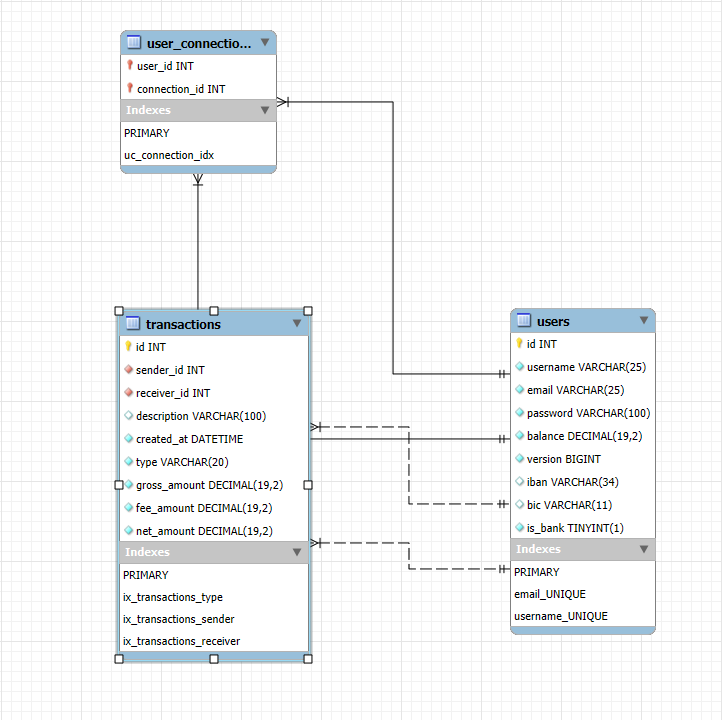 user_connectio...
user_id INT
connection_id INT
Indexes
PRIMARY
uc_connection_idx
transactions
id INT
sender_id INT
receiver_id INT
description VARCHAR(100)
created_at DATETIME
type VARCHAR(20)
gross_amount DECIMAL(19,2)
fee_amount DECIMAL(19,2)
net_amount DECIMAL(19,2)
Indexes
PRIMARY
ix_transactions_type
ix_transactions_sender
ix_transactions_receiver
users
id INT
username VARCHAR(25)
email VARCHAR(25)
password VARCHAR(100)
balance DECIMAL(19,2)
version BIGINT
iban VARCHAR(34)
bic VARCHAR(11)
is_bank TINYINT(1)
Indexes
PRIMARY
email_UNIQUE
username_UNIQUE